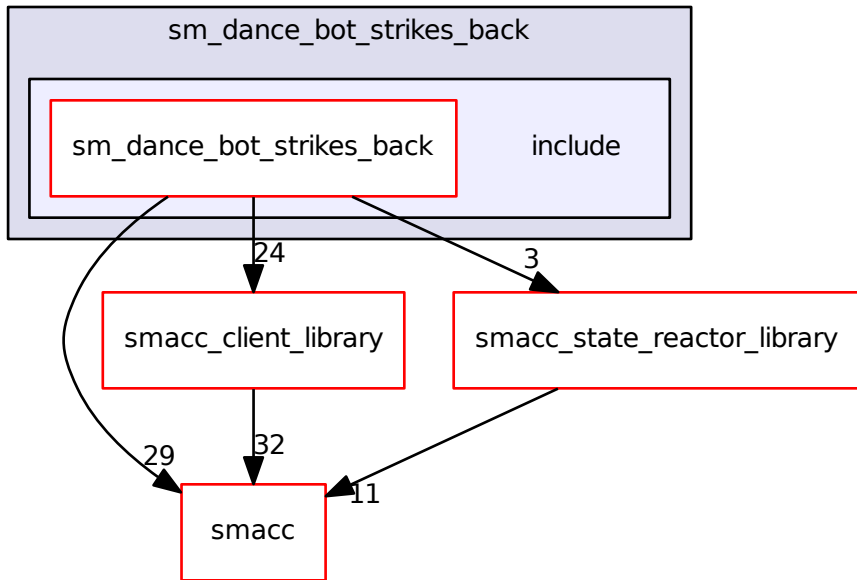 sm_dance_bot_strikes_back
sm_dance_bot_strikes_back
include
24
3
smacc_client_library
smacc_state_reactor_library
29
32
11
smacc